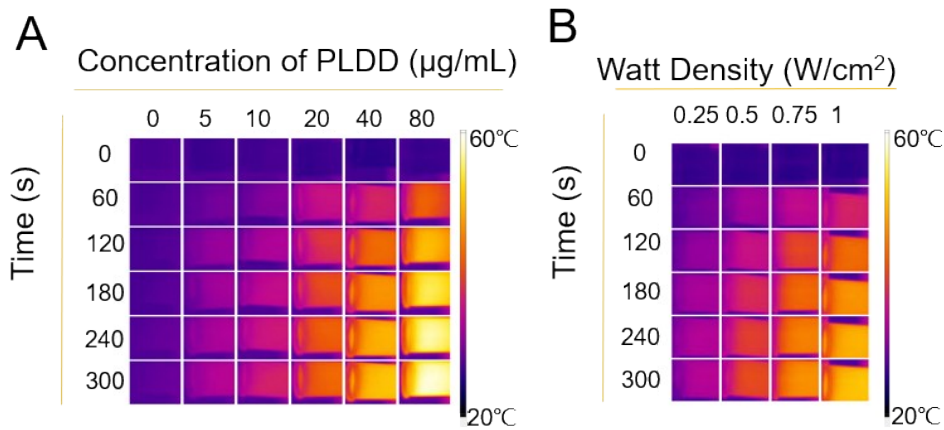 A
Concentration of PLDD (μg/mL)
0 5 10 20 40 80
Time (s)
0
60
120
180
240
300
60℃
20℃
B
Watt Density (W/cm²)
0.25 0.5 0.75 1
Time (s)
0
60
120
180
240
300
60℃
20℃